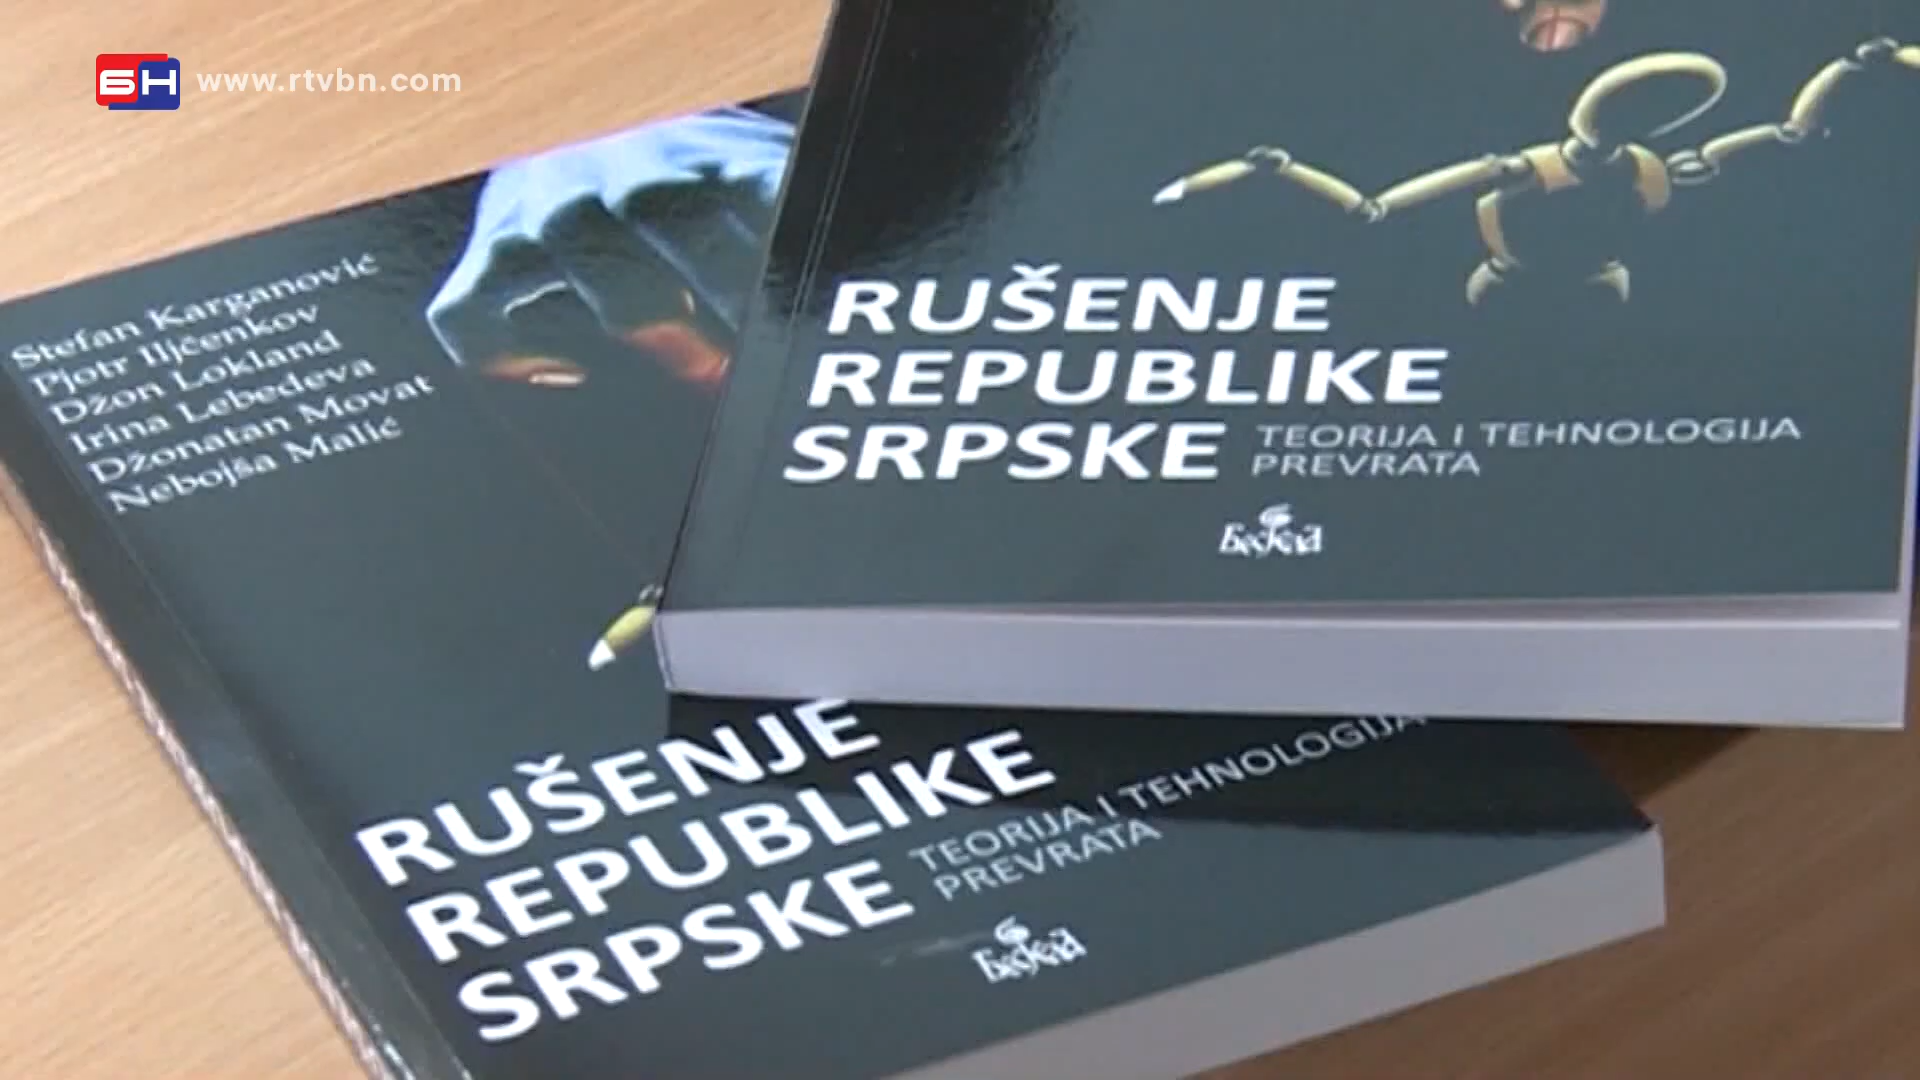 БН www.rtvbn.com
Stefan Karganović
Pjotr Iljčenkov
Džon Lokland
Irina Lebedeva
Džonatan Movat
Nebojša Malić
RUŠENJE
REPUBLIKE
SRPSKE TEORIJA I TEHNOLOGIJA
PREVRATA
Беседа
RUŠENJE
REPUBLIKE
SRPSKE TEORIJA I TEHNOLOGIJA
PREVRATA
Беседа